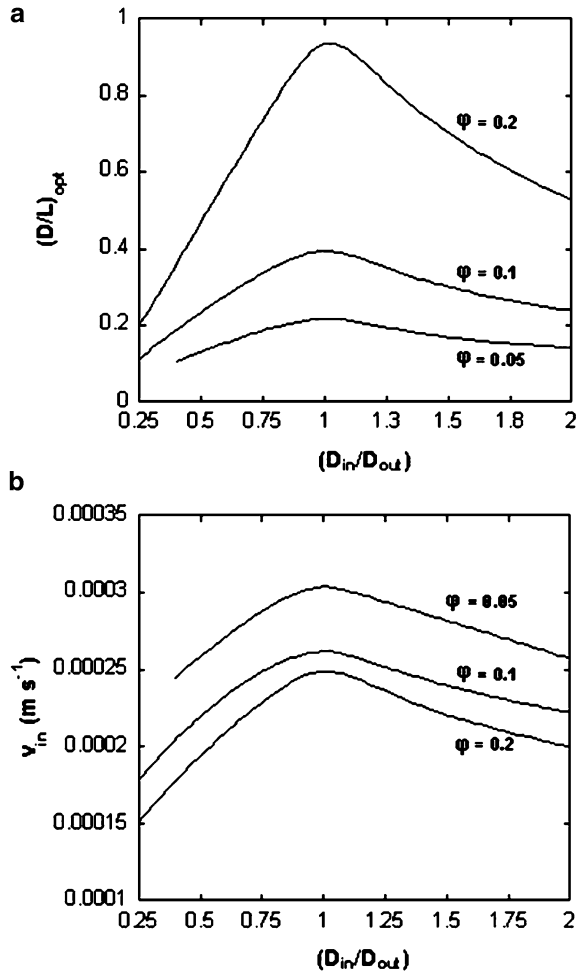 a
1
0.8
0.6
0.4
0.2
0
(D/L)opt
φ = 0.2
φ = 0.1
φ = 0.05
0.25 0.5 0.75 1 1.3 1.5 1.8 2
(Din/Dout)
b
0.00035
0.0003
0.00025
0.0002
0.00015
0.0001
vin (m s-1)
φ = 0.05
φ = 0.1
φ = 0.2
0.25 0.5 0.75 1 1.25 1.5 1.75 2
(Din/Dout)